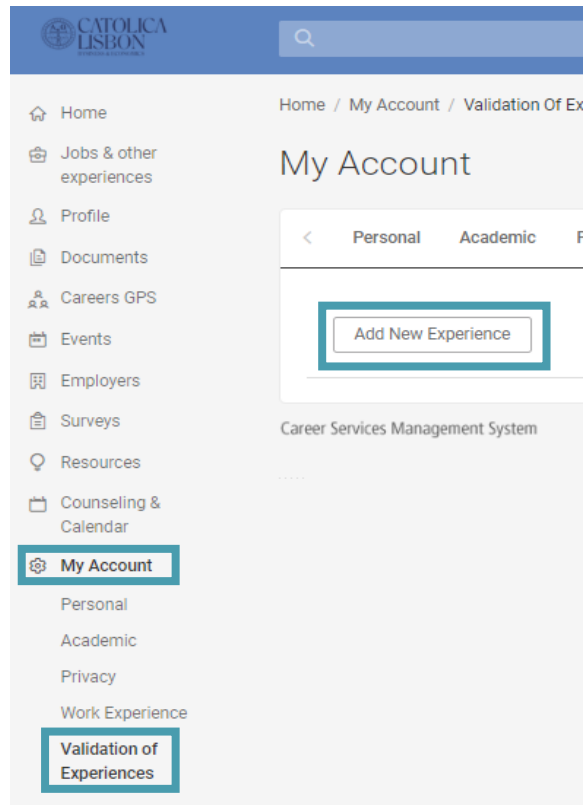 CATOLICA
LISBON
Home / My Account / Validation Of Ex
My Account
Home
Jobs & other
experiences
Profile
Documents
Careers GPS
Events
Employers
Surveys
Resources
Counseling &
Calendar
My Account
Personal
Academic
Privacy
Work Experience
Validation of
Experiences
< Personal Academic
Add New Experience
Career Services Management System